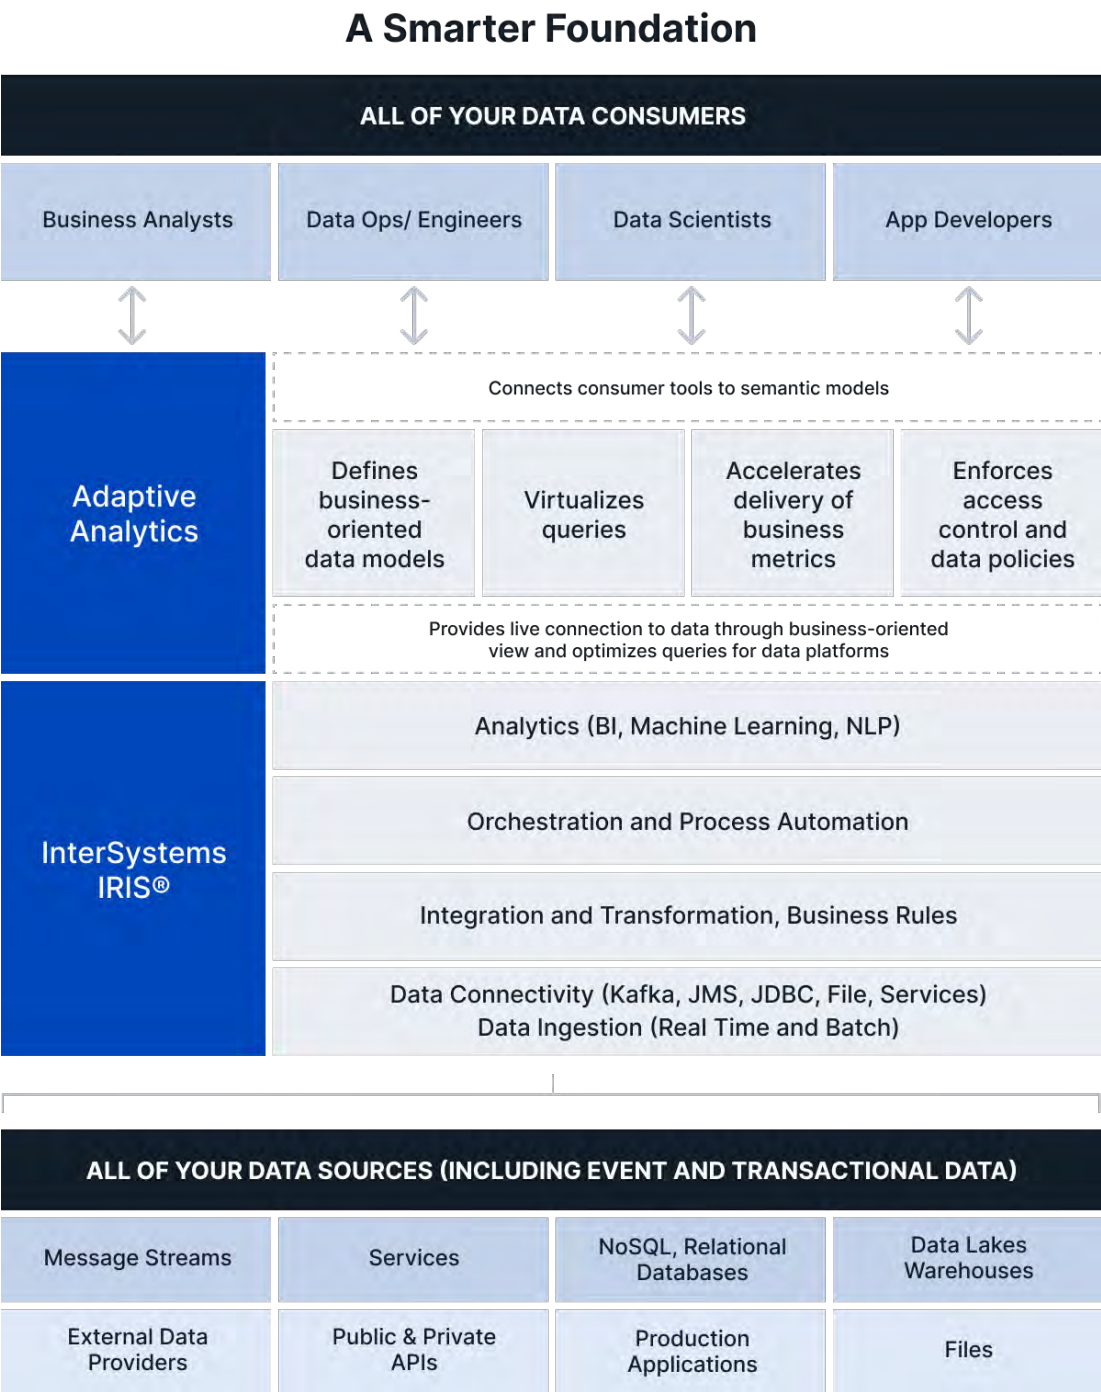 A Smarter Foundation
ALL OF YOUR DATA CONSUMERS
Business Analysts
Data Ops/ Engineers
Data Scientists
App Developers
Adaptive
Analytics
Connects consumer tools to semantic models
Defines
business-
oriented
data models
Virtualizes
queries
Accelerates
delivery of
business
metrics
Enforces
access
control and
data policies
Provides live connection to data through business-oriented
view and optimizes queries for data platforms
InterSystems
IRIS®
Analytics (BI, Machine Learning, NLP)
Orchestration and Process Automation
Integration and Transformation, Business Rules
Data Connectivity (Kafka, JMS, JDBC, File, Services)
Data Ingestion (Real Time and Batch)
ALL OF YOUR DATA SOURCES (INCLUDING EVENT AND TRANSACTIONAL DATA)
Message Streams
Services
NoSQL, Relational
Databases
Data Lakes
Warehouses
External Data
Providers
Public & Private
APIs
Production
Applications
Files